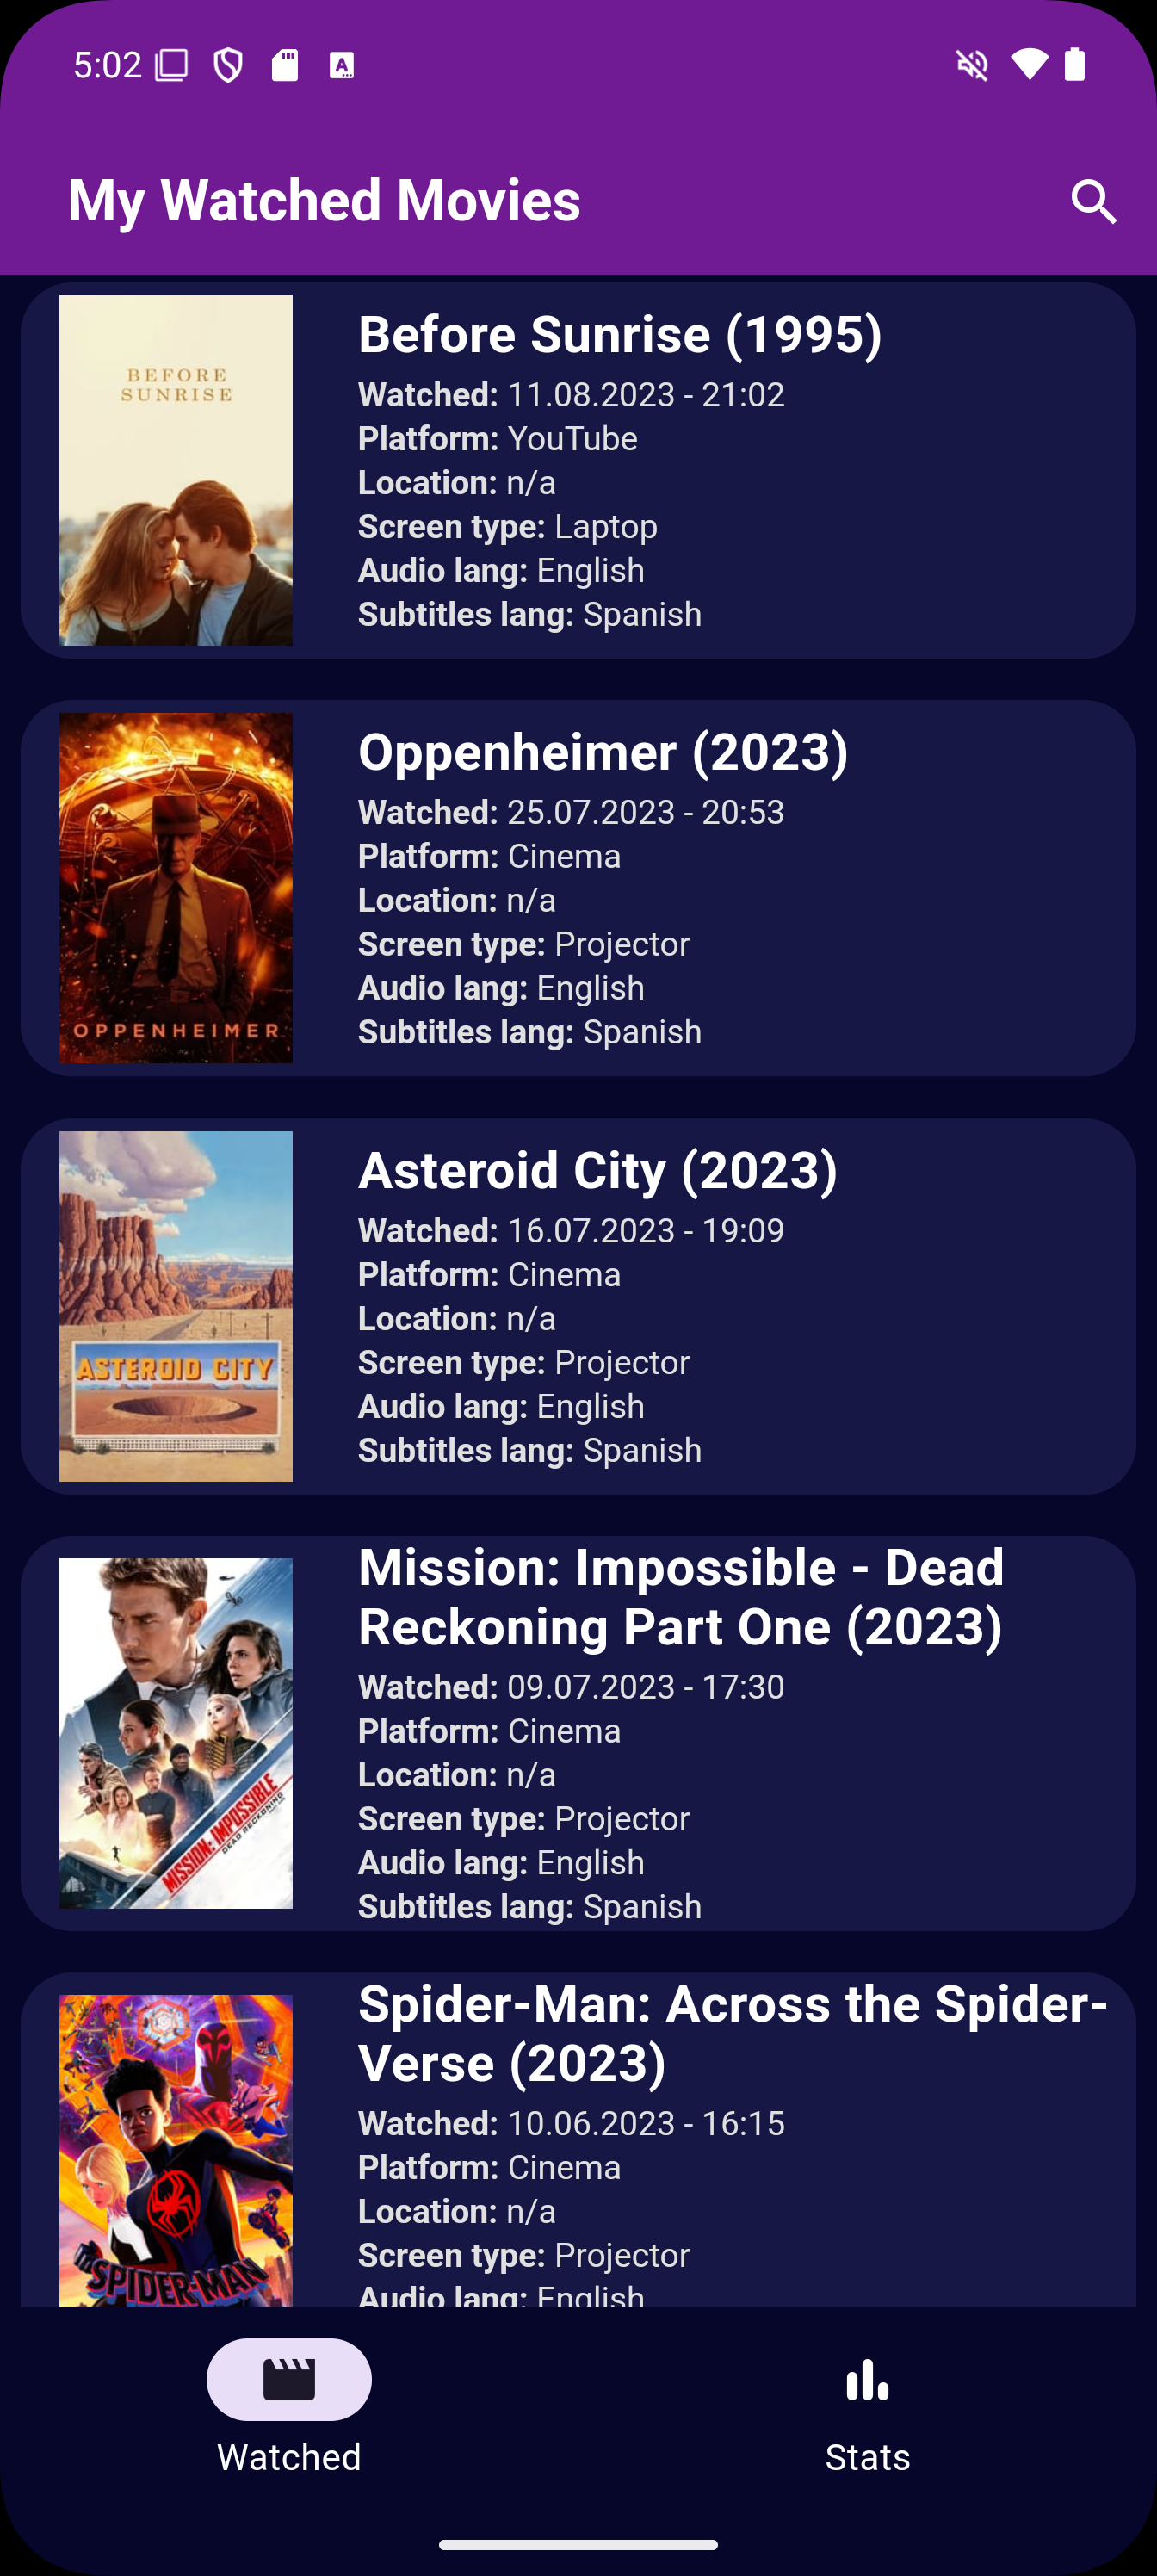 5:02
My Watched Movies
BEFORE
SUNRISE
Before Sunrise (1995)
Watched: 11.08.2023 - 21:02
Platform: YouTube
Location: n/a
Screen type: Laptop
Audio lang: English
Subtitles lang: Spanish
OPPENHEIMER
Oppenheimer (2023)
Watched: 25.07.2023 - 20:53
Platform: Cinema
Location: n/a
Screen type: Projector
Audio lang: English
Subtitles lang: Spanish
ASTEROID CITY
Asteroid City (2023)
Watched: 16.07.2023 - 19:09
Platform: Cinema
Location: n/a
Screen type: Projector
Audio lang: English
Subtitles lang: Spanish
MISSION: IMPOSSIBLE
DEAD RECKONING
Mission: Impossible - Dead
Reckoning Part One (2023)
Watched: 09.07.2023 - 17:30
Platform: Cinema
Location: n/a
Screen type: Projector
Audio lang: English
Subtitles lang: Spanish
SPIDER-MAN
Spider-Man: Across the Spider-
Verse (2023)
Watched: 10.06.2023 - 16:15
Platform: Cinema
Location: n/a
Screen type: Projector
Audio lang: English
Watched
Stats